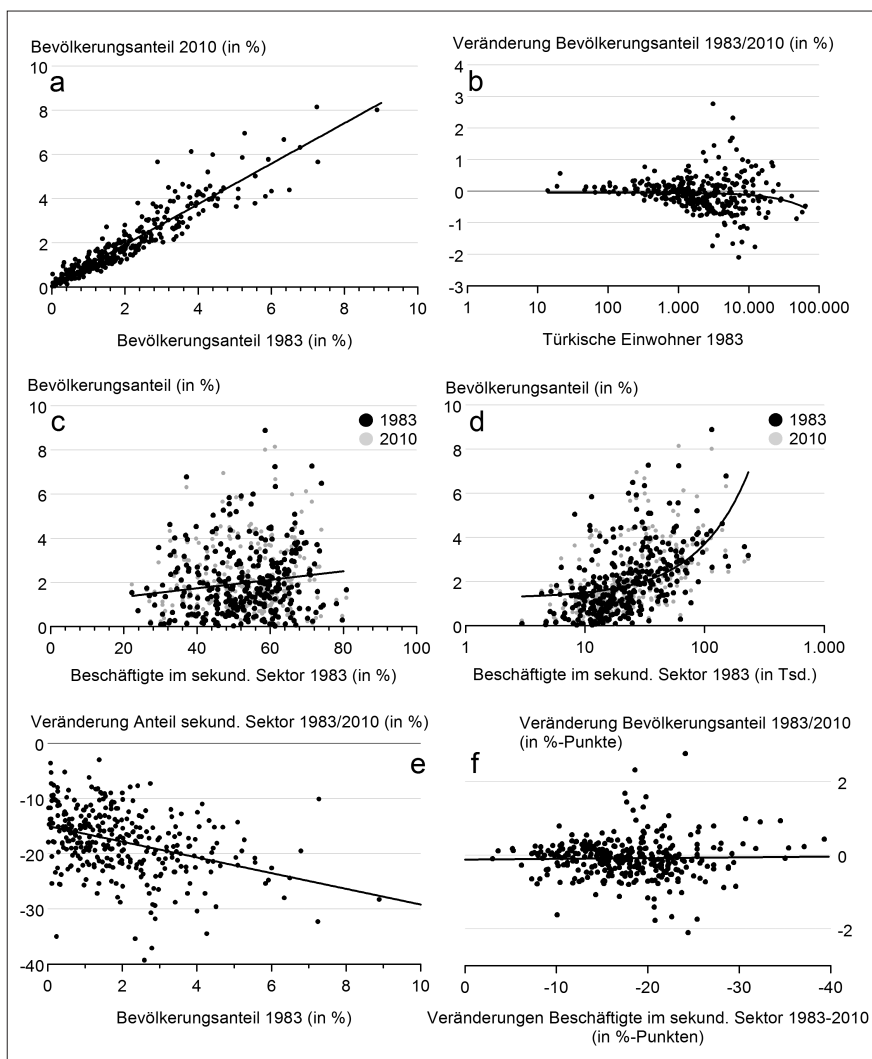 Bevölkerungsanteil 2010 (in %)
10
8
6
4
2
0
a
0 2 4 6 8 10
Bevölkerungsanteil 1983 (in %)
Veränderung Bevölkerungsanteil 1983/2010 (in %)
4
3
2
1
0
-1
-2
-3
b
1 10 100 1.000 10.000 100.000
Türkische Einwohner 1983
Bevölkerungsanteil (in %)
10
8
6
4
2
0
c
1983
2010
0 20 40 60 80 100
Beschäftigte im sekund. Sektor 1983 (in %)
Bevölkerungsanteil (in %)
10
8
6
4
2
0
d
1983
2010
1 10 100 1.000
Beschäftigte im sekund. Sektor 1983 (in Tsd.)
Veränderung Anteil sekund. Sektor 1983/2010 (in %)
0
-10
-20
-30
-40
e
0 2 4 6 8 10
Bevölkerungsanteil 1983 (in %)
Veränderung Bevölkerungsanteil 1983/2010
(in %-Punkte)
f
2
0
-2
0 -10 -20 -30 -40
Veränderungen Beschäftigte im sekund. Sektor 1983-2010
(in %-Punkten)